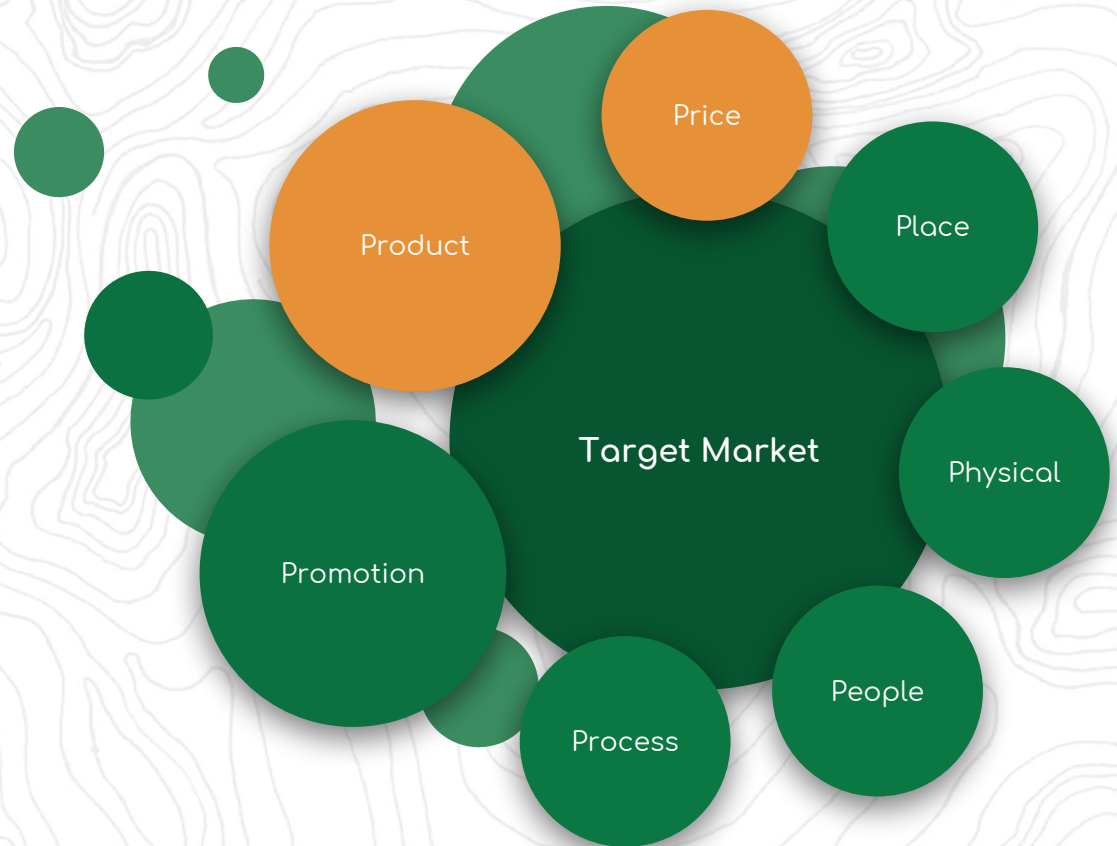 Price
Place
Product
Target Market
Physical
Promotion
People
Process